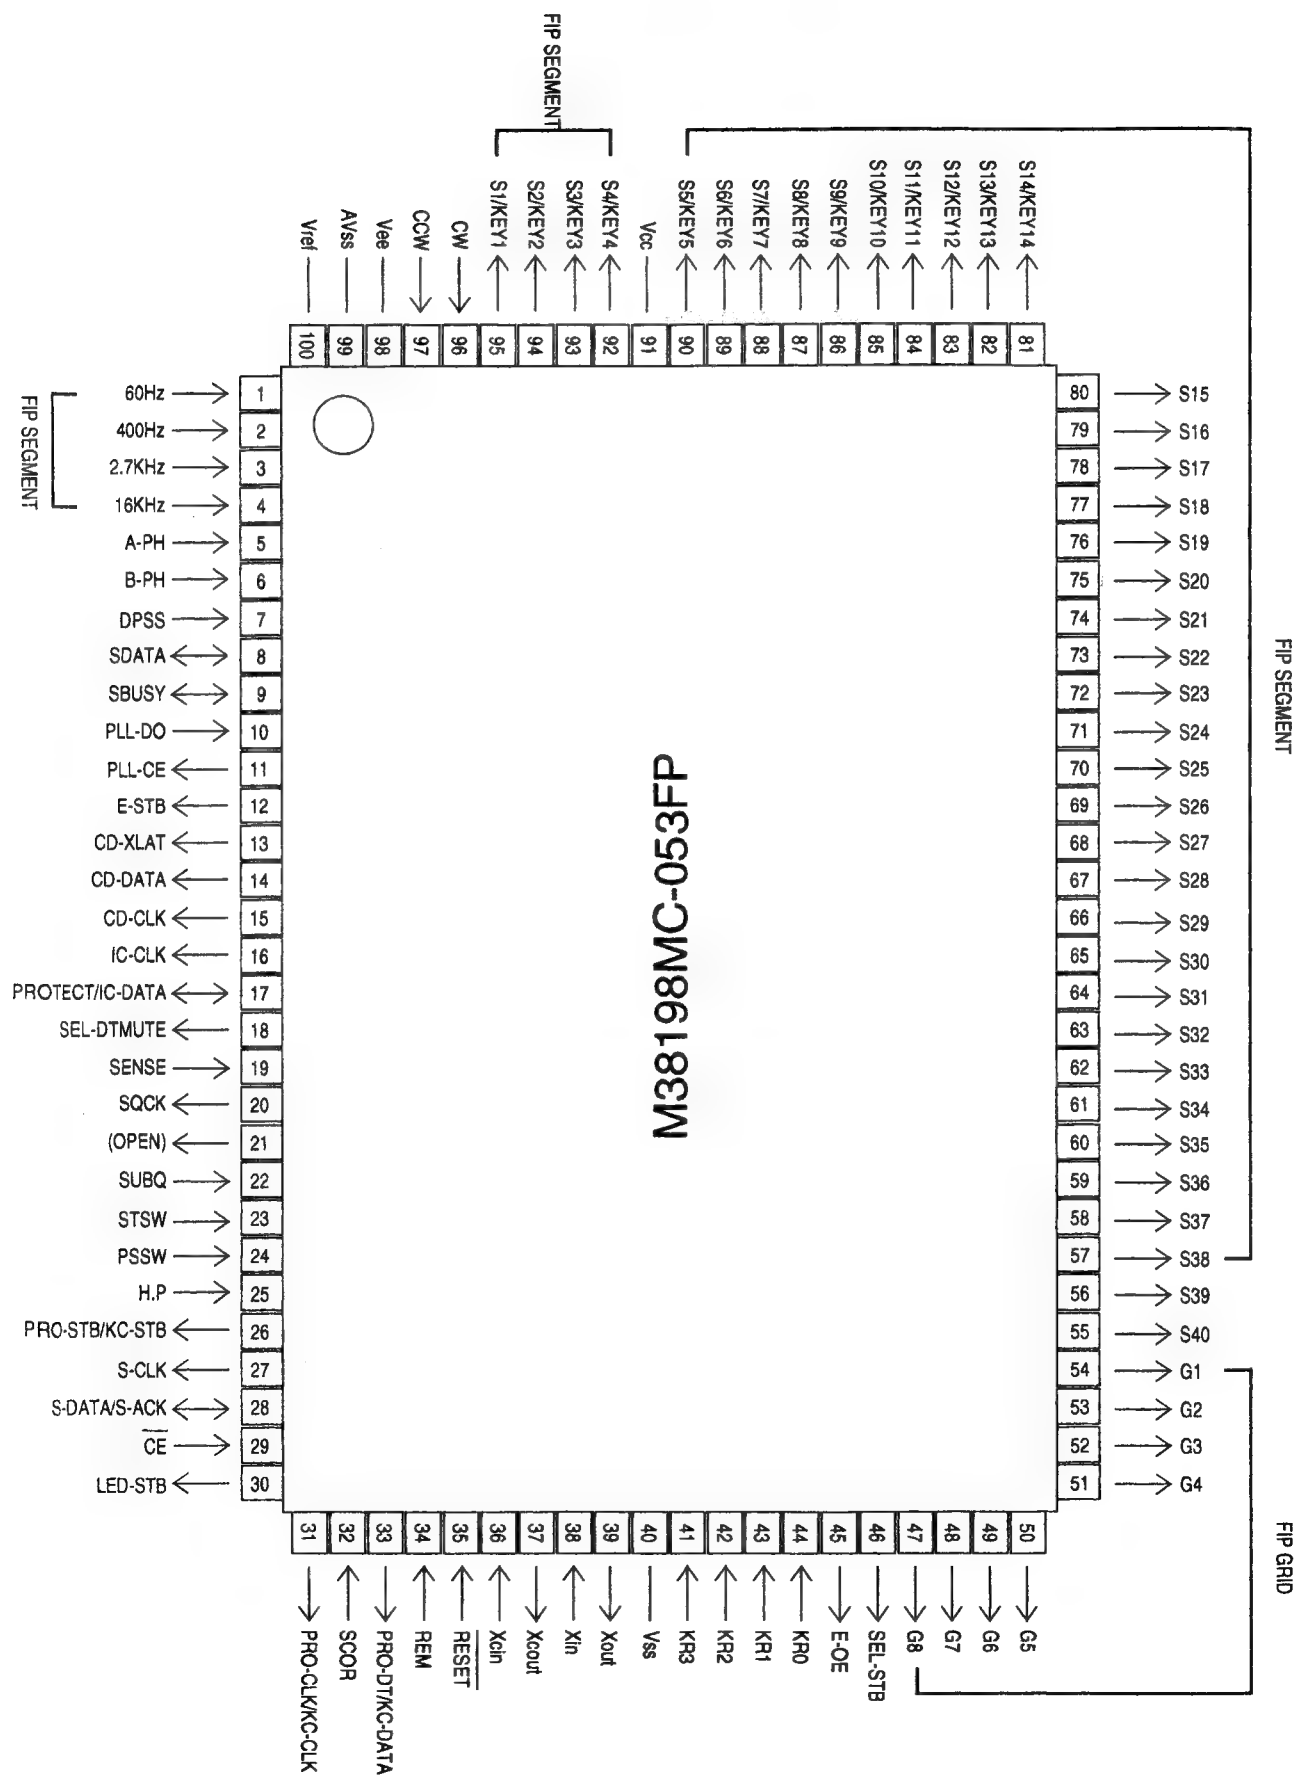 FIP SEGMENT
Vref
AVss
Vee
CCW
CW
S1/KEY1
S2/KEY2
S3/KEY3
S4/KEY4
Vcc
S5/KEY5
S6/KEY6
S7/KEY7
S8/KEY8
S9/KEY9
S10/KEY10
S11/KEY11
S12/KEY12
S13/KEY13
S14/KEY14
100 99 98 97 96 95 94 93 92 91 90 89 88 87 86 85 84 83 82 81
FIP SEGMENT
60Hz 1
400Hz 2
2.7KHz 3
16KHz 4
A-PH 5
B-PH 6
DPSS 7
SDATA 8
SBUSY 9
PLL-DO 10
PLL-CE 11
E-STB 12
CD-XLAT 13
CD-DATA 14
CD-CLK 15
IC-CLK 16
PROTECT/IC-DATA 17
SEL-DTMUTE 18
SENSE 19
SQCK 20
(OPEN) 21
SUBQ 22
STSW 23
PSSW 24
H.P 25
PRO-STB/KC-STB 26
S-CLK 27
S-DATA/S-ACK 28
CE 29
LED-STB 30
M38198MC-053FP
80 S15
79 S16
78 S17
77 S18
76 S19
75 S20
74 S21
73 S22
72 S23
71 S24
70 S25
69 S26
68 S27
67 S28
66 S29
65 S30
64 S31
63 S32
62 S33
61 S34
60 S35
59 S36
58 S37
57 S38
56 S39
55 S40
54 G1
53 G2
52 G3
51 G4
FIP SEGMENT
FIP GRID
31 32 33 34 35 36 37 38 39 40 41 42 43 44 45 46 47 48 49 50
PRO-CLK/KC-CLK
SCOR
PRO-DT/KC-DATA
REM
RESET
Xcin
Xcout
Xin
Xout
Vss
KR3
KR2
KR1
KR0
E-OE
SEL-STB
G8
G7
G6
G5